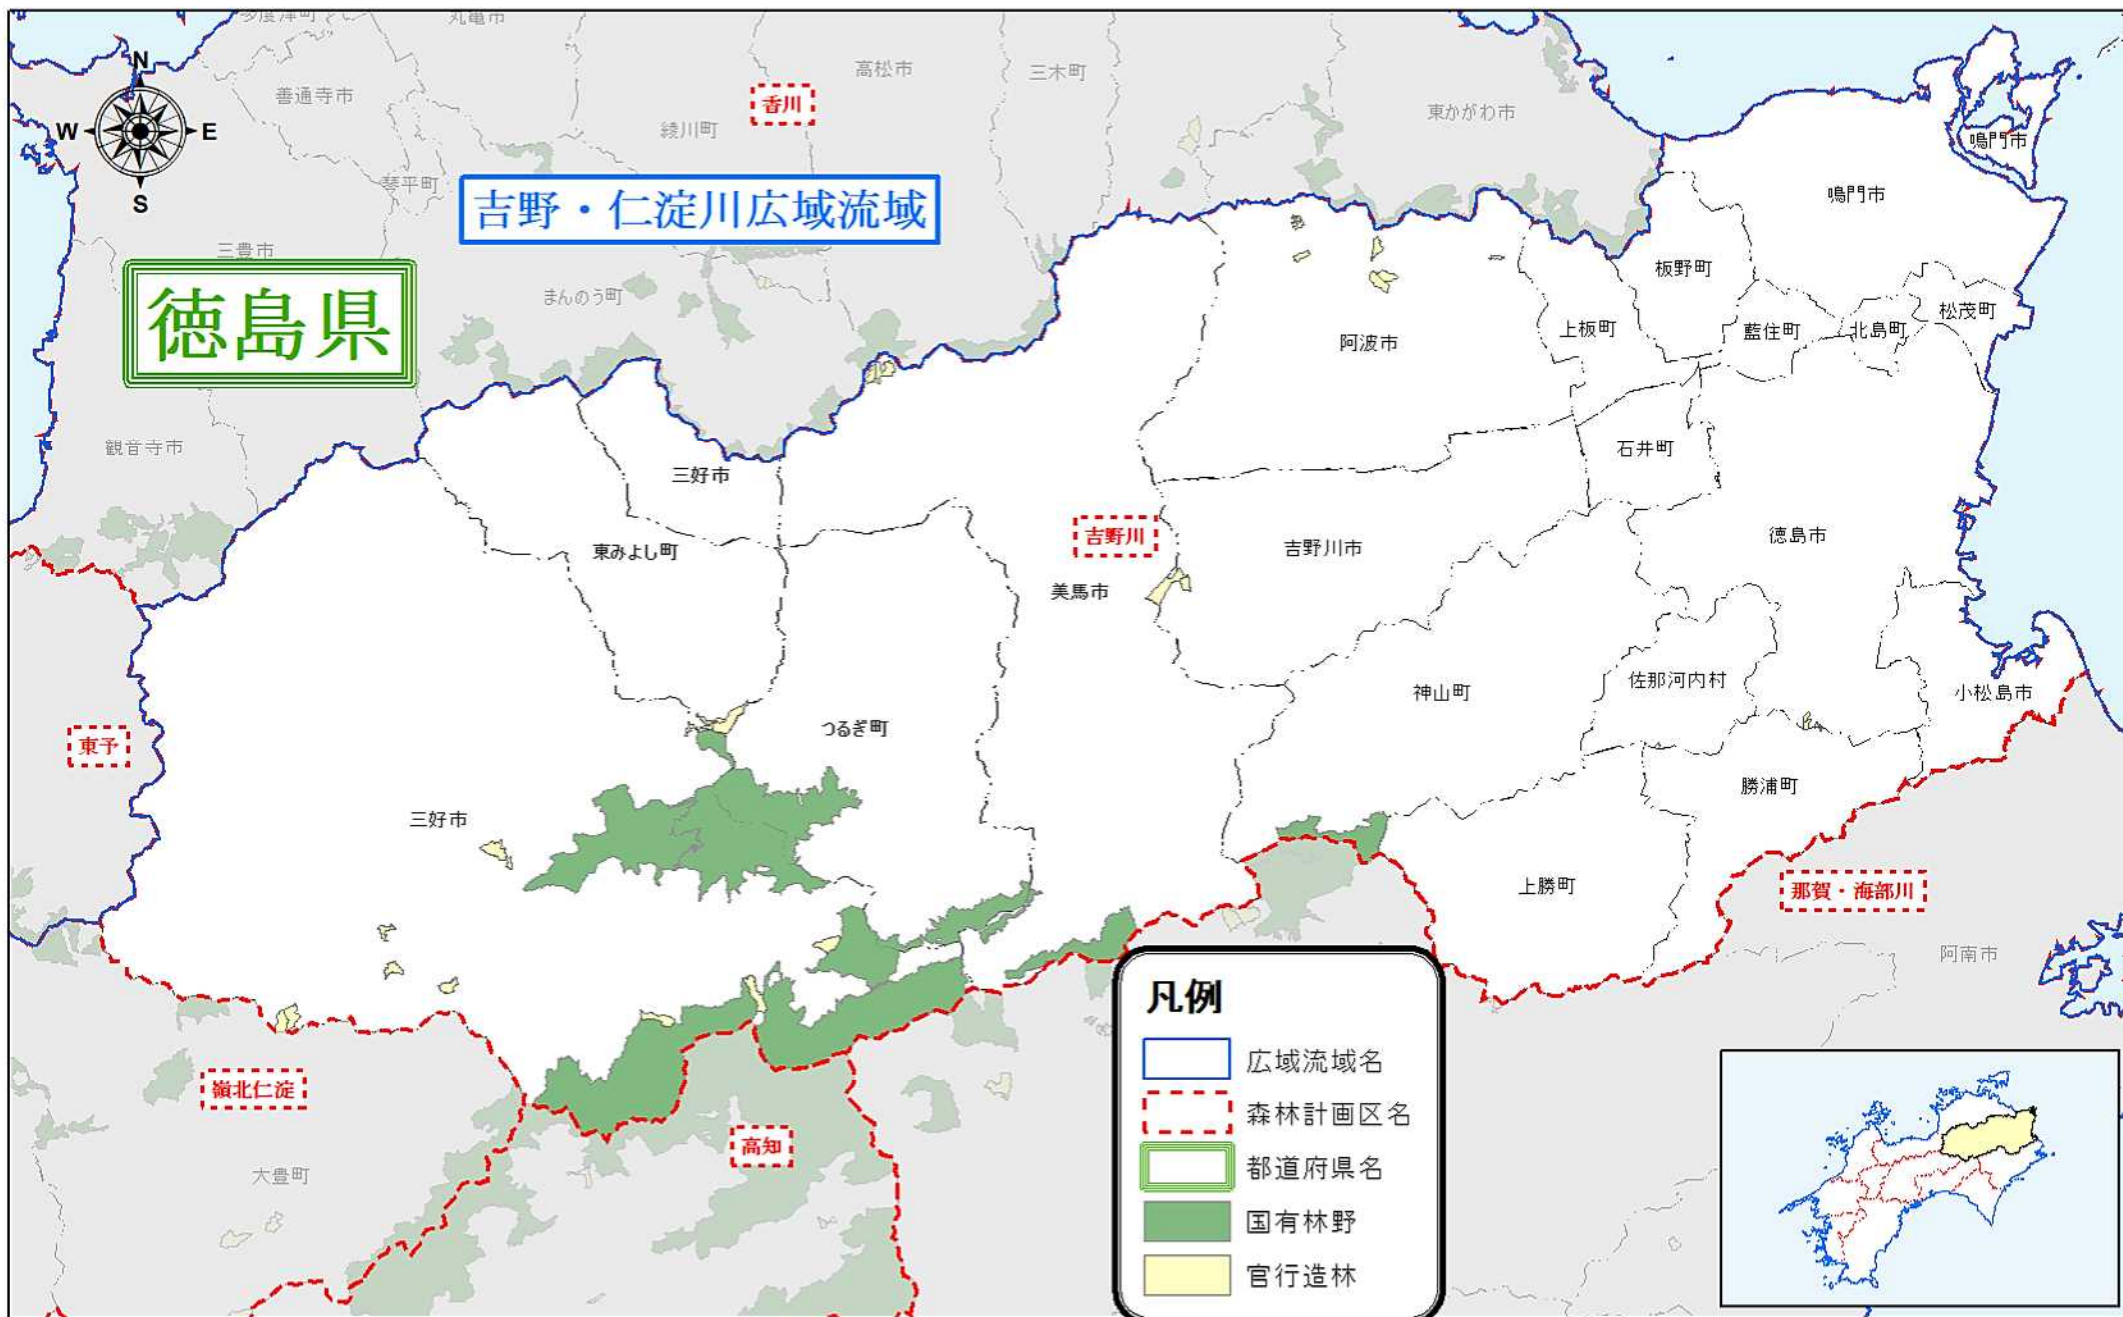 多度津町
丸亀市
高松市
三木町
善通寺市
香川
東かがわ市
N
W
E
S
綾川町
鳴門市
琴平町
吉野・仁淀川広域流域
鳴門市
三豊市
板野町
まんのう町
徳島県
上板町
藍住町
北島町
松茂町
阿波市
観音寺市
石井町
三好市
東みよし町
吉野川
吉野川市
徳島市
美馬市
佐那河内村
神山町
小松島市
東予
つるぎ町
勝浦町
三好市
上勝町
那賀・海部川
阿南市
凡例
広域流域名
森林計画区名
都道府県名
国有林野
官行造林
嶺北仁淀
高知
大豊町